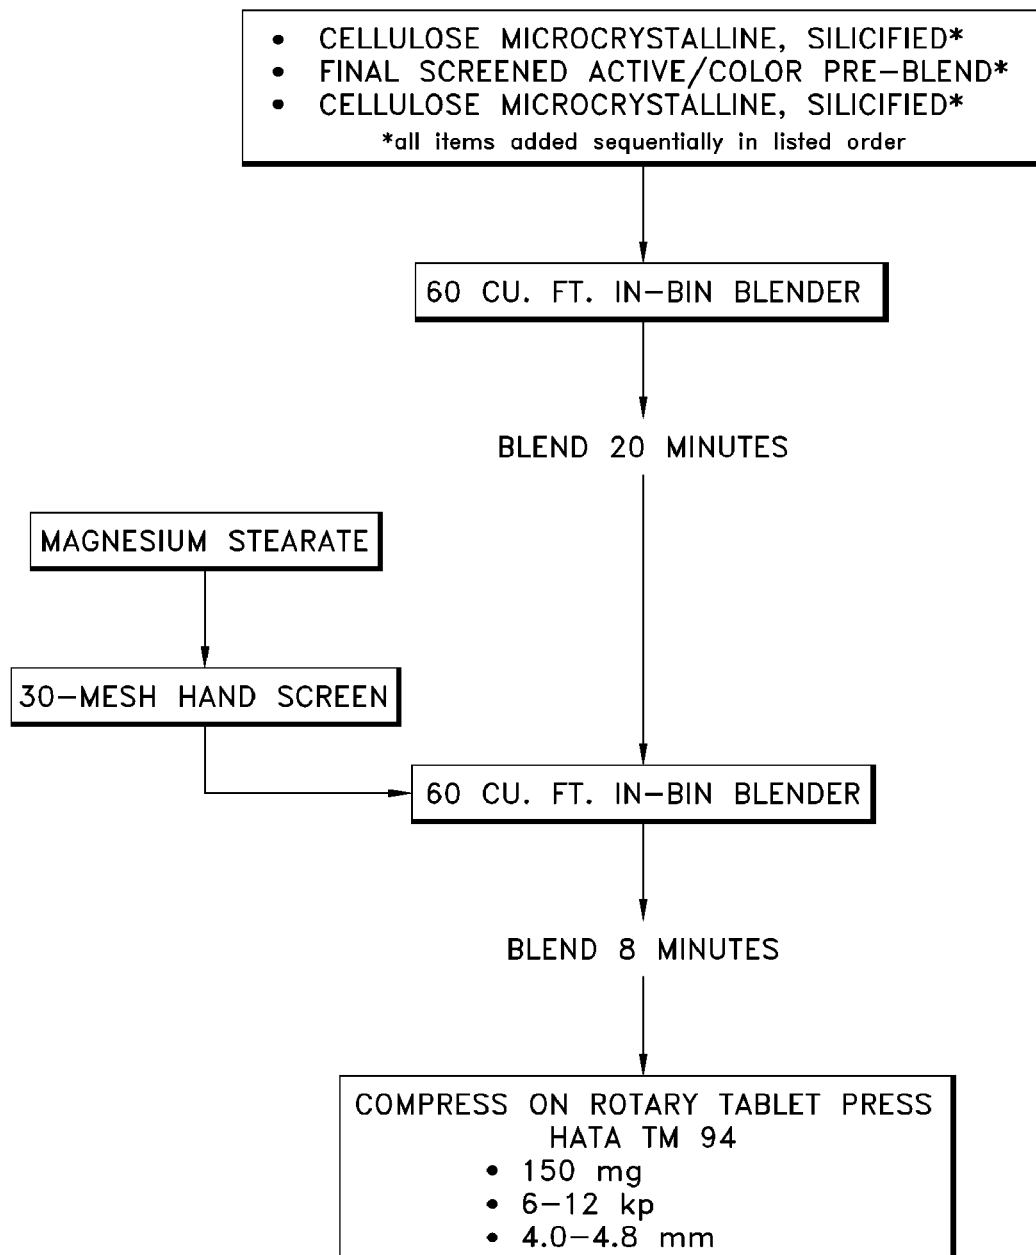 • CELLULOSE MICROCRYSTALLINE, SILICIFIED*
• FINAL SCREENED ACTIVE/COLOR PRE-BLEND*
• CELLULOSE MICROCRYSTALLINE, SILICIFIED*
*all items added sequentially in listed order
60 CU. FT. IN-BIN BLENDER
BLEND 20 MINUTES
MAGNESIUM STEARATE
30-MESH HAND SCREEN
60 CU. FT. IN-BIN BLENDER
BLEND 8 MINUTES
COMPRESS ON ROTARY TABLET PRESS
HATA TM 94
• 150 mg
• 6-12 kp
• 4.0-4.8 mm